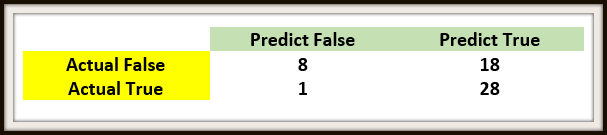 Predict False Predict True
Actual False 8 18
Actual True 1 28